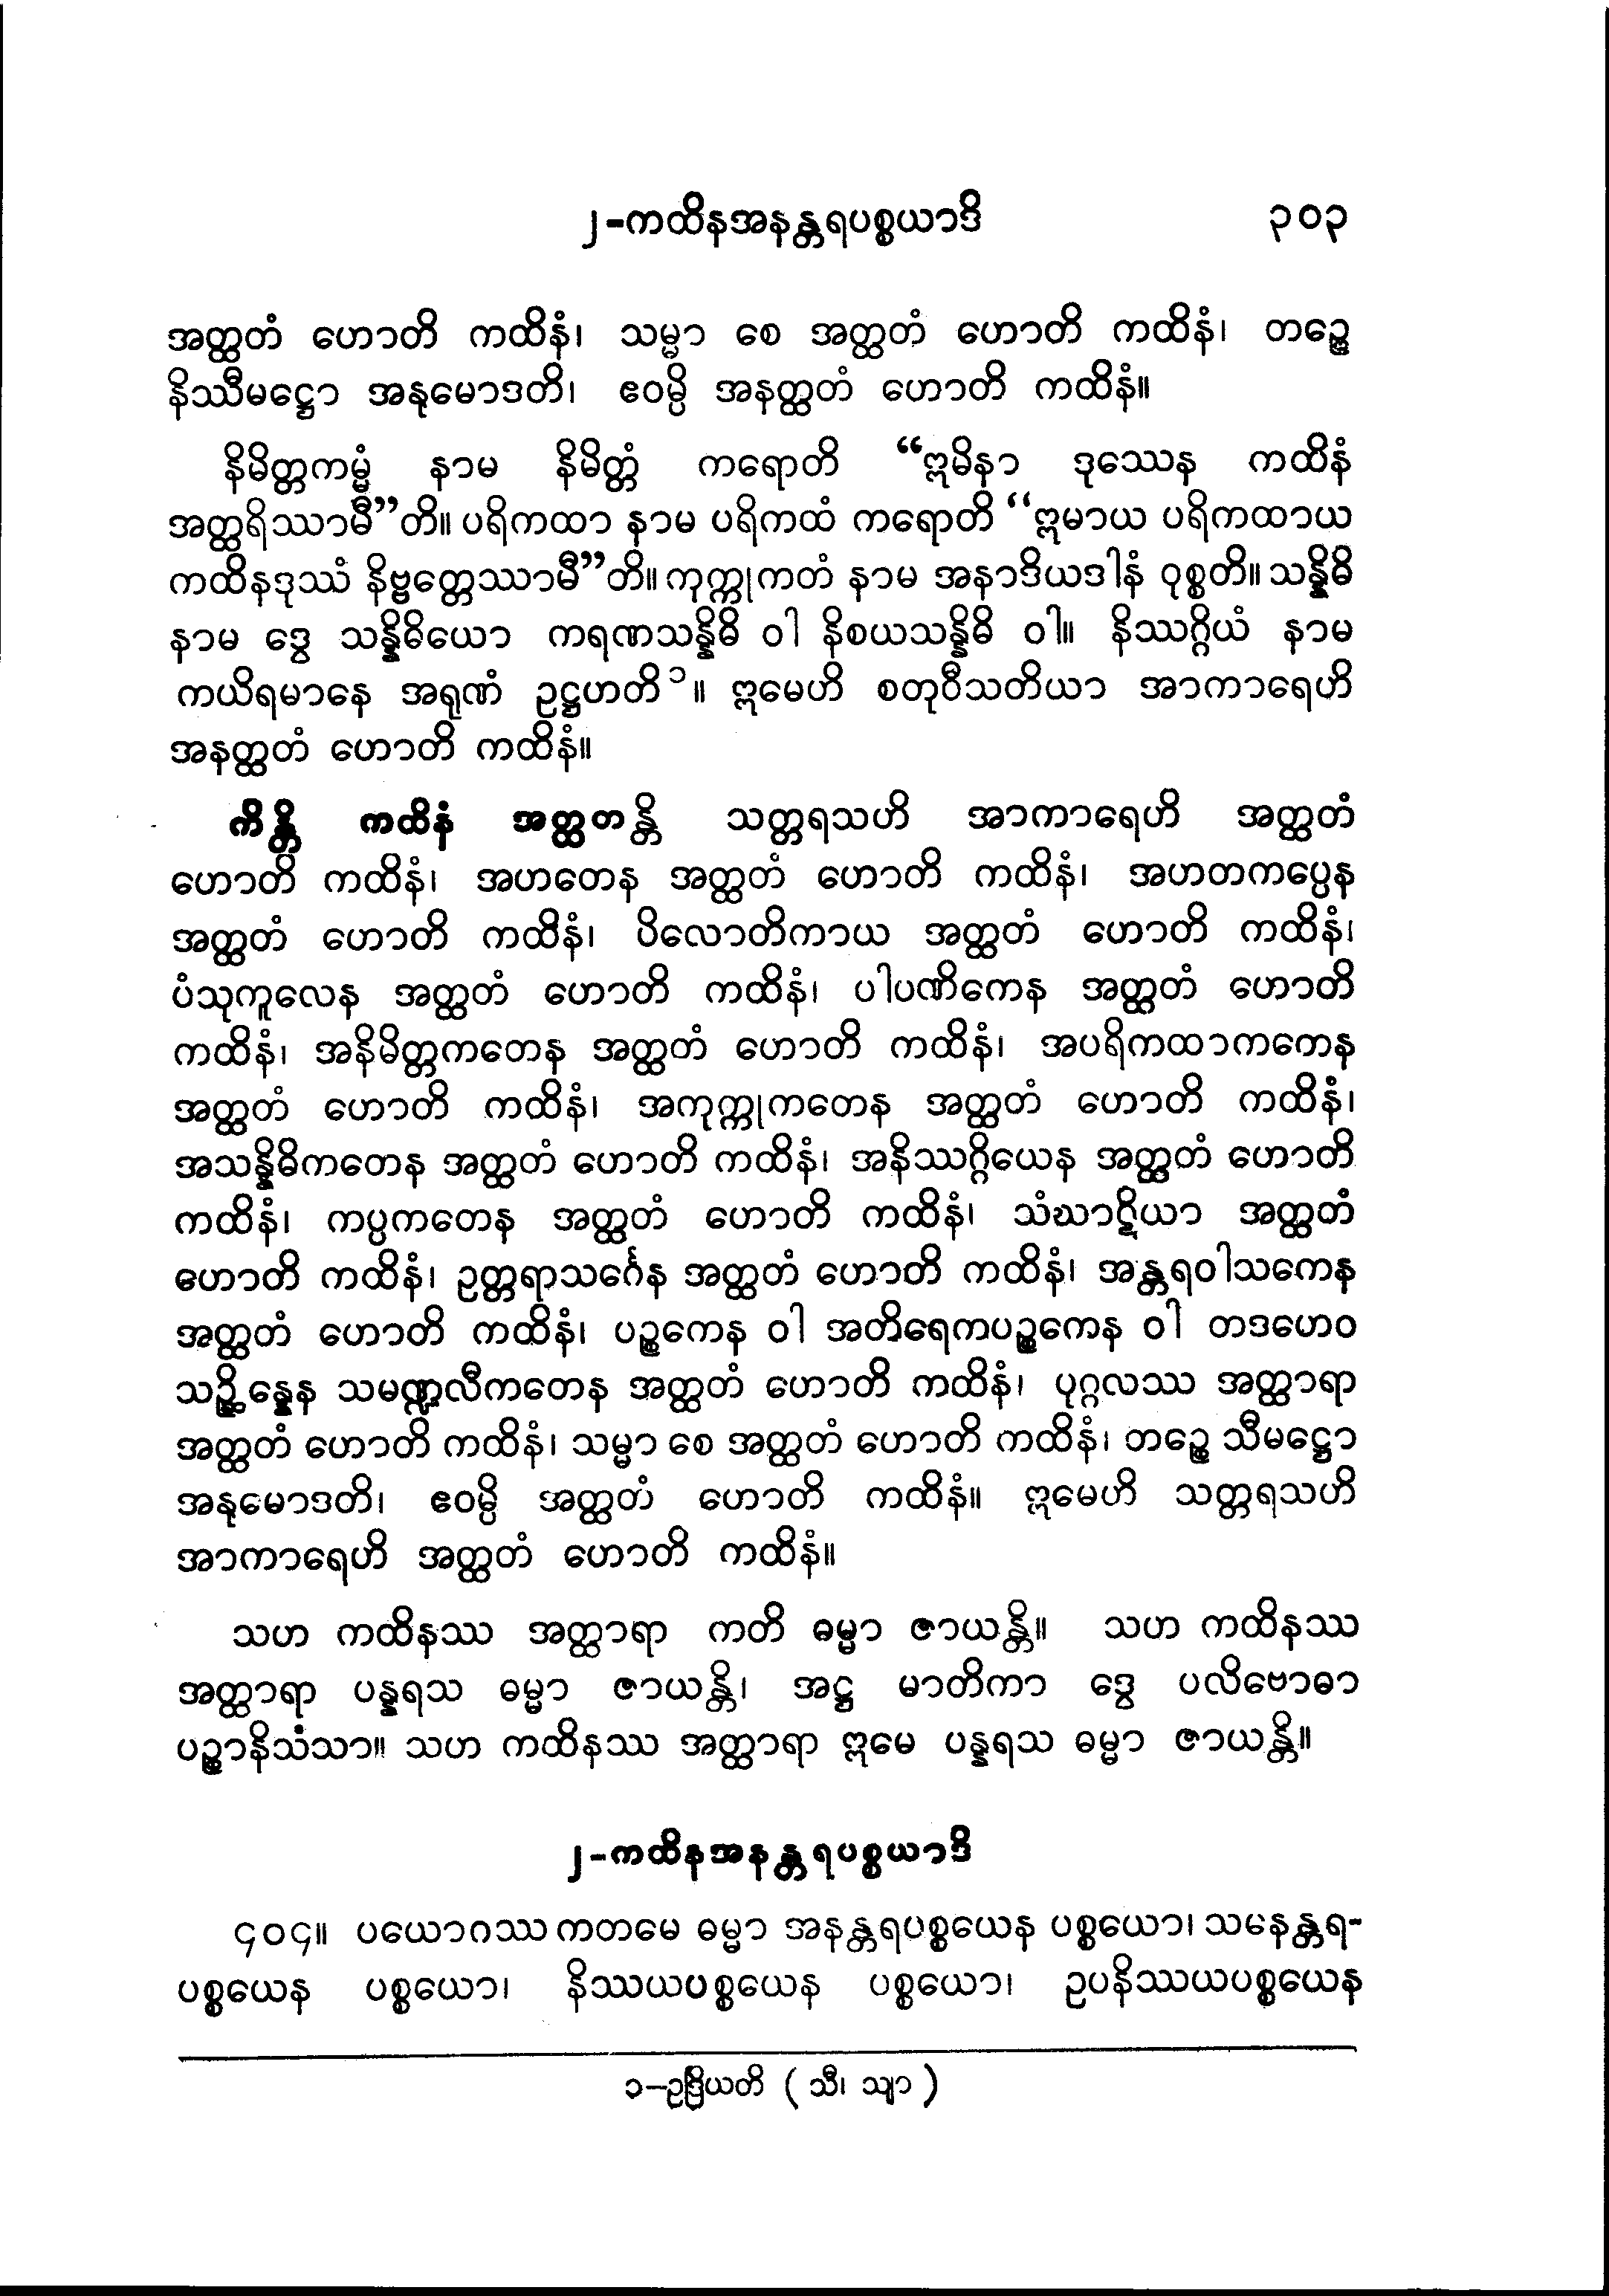 ၂-ကထိနအနန္တရပစ္စယာဒိ ၃၀၃
အတ္ထတံ ဟောတိ ကထိနံ၊ သမ္မာ စေ အတ္ထတံ ဟောတိ ကထိနံ၊ တဉ္စေ
နိဿီမဋ္ဌော အနုမောဒတိ၊ ဧဝမ္ပိ အနတ္ထတံ ဟောတိ ကထိနံ။
နိမိတ္တကမ္မံ နာမ နိမိတ္တံ ကရောတိ “ဣမိနာ ဒုဿေန ကထိနံ
အတ္ထရိဿာမီ”တိ။ ပရိကထာ နာမ ပရိကထံ ကရောတိ “ဣမာယ ပရိကထာယ
ကထိနဒုဿံ နိဗ္ဗတ္တေဿာမီ”တိ။ ကုက္ကုကတံ နာမ အနာဒိယဒါနံ ဝုစ္စတိ။ သန္နိဓိ
နာမ ဒွေ သန္နိဓိယော ကရဏသန္နိဓိ ဝါ နိစယသန္နိဓိ ဝါ။ နိဿဂ္ဂိယံ နာမ
ကယိရမာနေ အရုဏံ ဥဋ္ဌဟတိ၁။ ဣမေဟိ စတုဝီသတိယာ အာကာရေဟိ
အနတ္ထတံ ဟောတိ ကထိနံ။
ကိန္တိ ကထိနံ အတ္ထတန္တိ သတ္တရသဟိ အာကာရေဟိ အတ္ထတံ
ဟောတိ ကထိနံ၊ အဟတေန အတ္ထတံ ဟောတိ ကထိနံ၊ အဟတကပ္ပေန
အတ္ထတံ ဟောတိ ကထိနံ၊ ပိလောတိကာယ အတ္ထတံ ဟောတိ ကထိနံ၊
ပံသုကူလေန အတ္ထတံ ဟောတိ ကထိနံ၊ ပါပဏိကေန အတ္ထတံ ဟောတိ
ကထိနံ၊ အနိမိတ္တကတေန အတ္ထတံ ဟောတိ ကထိနံ၊ အပရိကထာကကေန
အတ္ထတံ ဟောတိ ကထိနံ၊ အကုက္ကုကတေန အတ္ထတံ ဟောတိ ကထိနံ၊
အသန္နိဓိကတေန အတ္ထတံ ဟောတိ ကထိနံ၊ အနိဿဂ္ဂိယေန အတ္ထတံ ဟောတိ
ကထိနံ၊ ကပ္ပကတေန အတ္ထတံ ဟောတိ ကထိနံ၊ သံဃာဋိယာ အတ္ထတံ
ဟောတိ ကထိနံ၊ ဥတ္တရာသင်္ဂေန အတ္ထတံ ဟောတိ ကထိနံ၊ အန္တရဝါသကေန
အတ္ထတံ ဟောတိ ကထိနံ၊ ပဉ္စကေန ဝါ အတိရေကပဉ္စကေန ဝါ တဒဟေဝ
သဉ္ဆိန္နေန သမဏ္ဍလီကတေန အတ္ထတံ ဟောတိ ကထိနံ၊ ပုဂ္ဂလဿ အတ္ထာရာ
အတ္ထတံ ဟောတိ ကထိနံ၊ သမ္မာ စေ အတ္ထတံ ဟောတိ ကထိနံ၊ တဉ္စေ သီမဋ္ဌော
အနုမောဒတိ၊ ဧဝမ္ပိ အတ္ထတံ ဟောတိ ကထိနံ။ ဣမေဟိ သတ္တရသဟိ
အာကာရေဟိ အတ္ထတံ ဟောတိ ကထိနံ။
သဟ ကထိနဿ အတ္ထာရာ ကတိ ဓမ္မာ ဇာယန္တိ။ သဟ ကထိနဿ
အတ္ထာရာ ပန္နရသ ဓမ္မာ ဇာယန္တိ၊ အဋ္ဌ မာတိကာ ဒွေ ပလိဗောဓာ
ပဉ္စာနိသံသာ။ သဟ ကထိနဿ အတ္ထာရာ ဣမေ ပန္နရသ ဓမ္မာ ဇာယန္တိ။
၂-ကထိနအနန္တရပစ္စယာဒိ
၄၀၄။ ပယောဂဿ ကတမေ ဓမ္မာ အနန္တရပစ္စယေန ပစ္စယော၊ သမနန္တရ-
ပစ္စယေန ပစ္စယော၊ နိဿယပစ္စယေန ပစ္စယော၊ ဥပနိဿယပစ္စယေန
၁-ဥဒြိယတိ (သီ၊ သျာ)